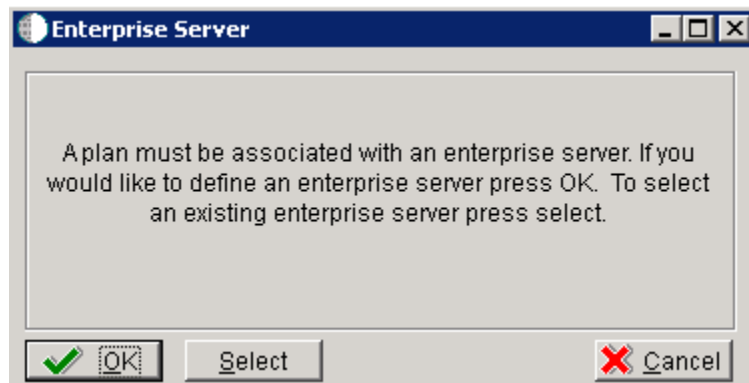 Enterprise Server
A plan must be associated with an enterprise server. If you
would like to define an enterprise server press OK.  To select
an existing enterprise server press select.
OK
Select
Cancel